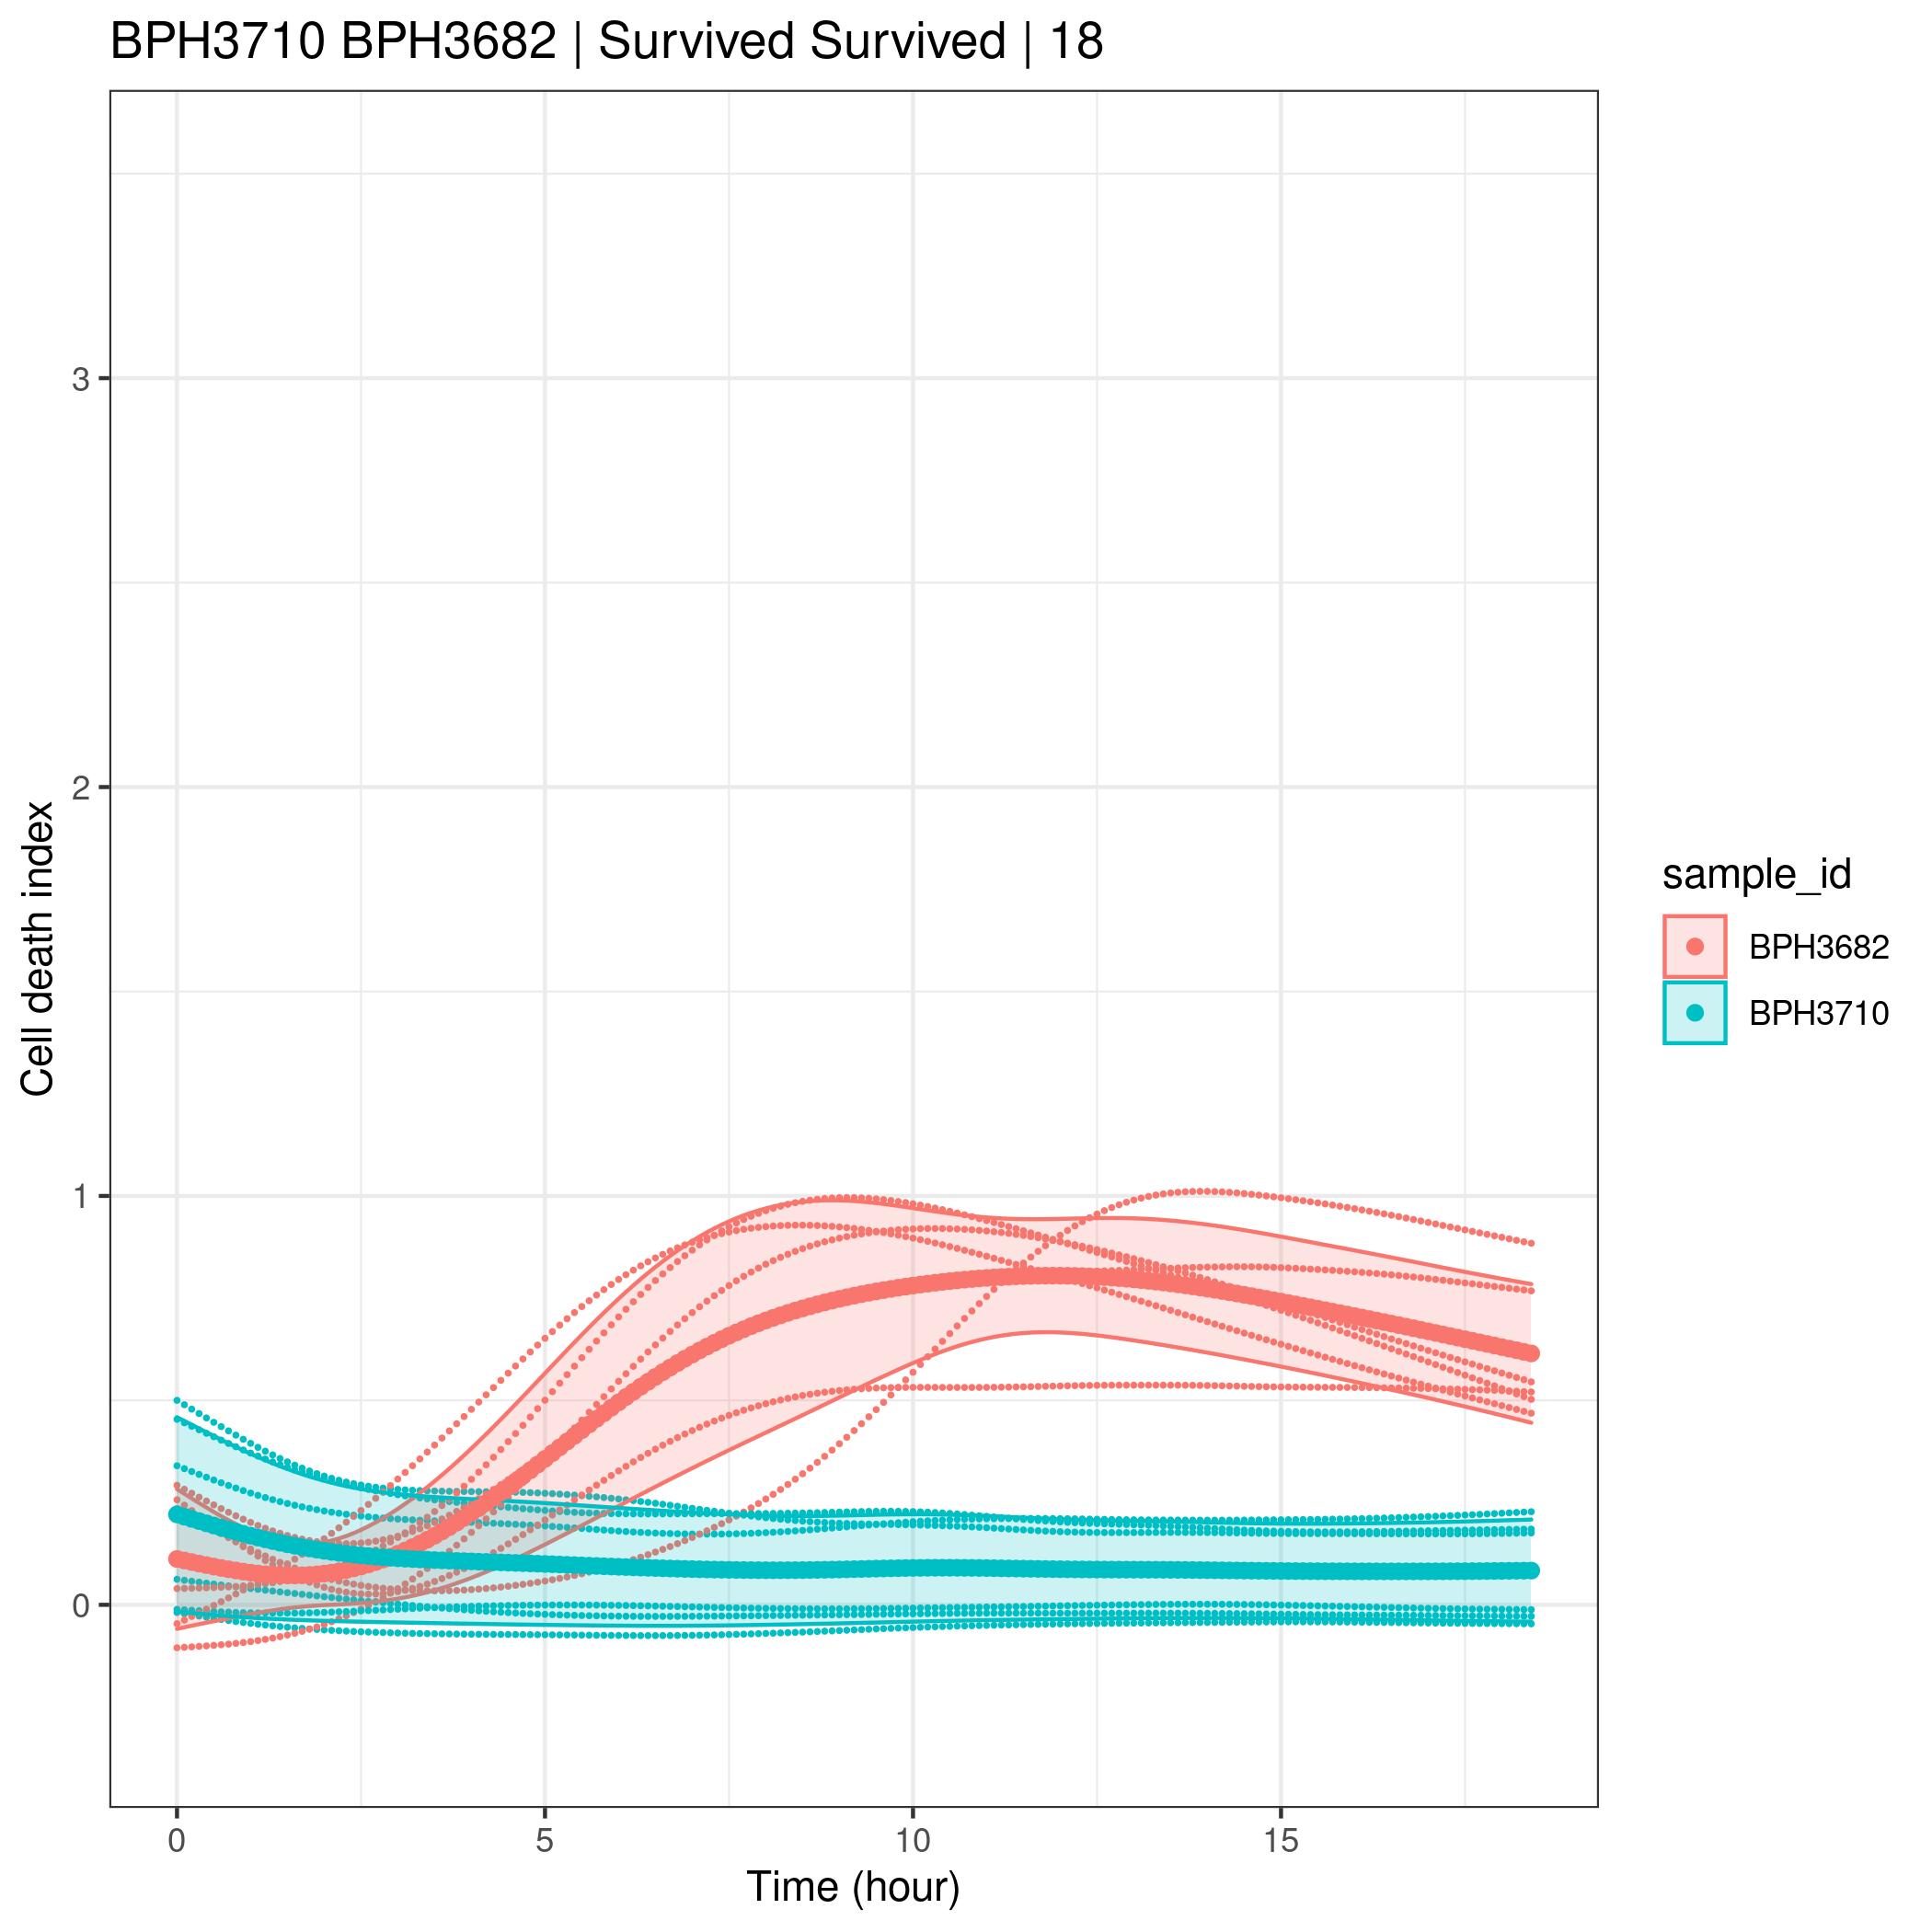 BPH3710 BPH3682 | Survived Survived | 18
3
2
1
0
Cell death index
0 5 10 15
Time (hour)
sample_id
BPH3682
BPH3710